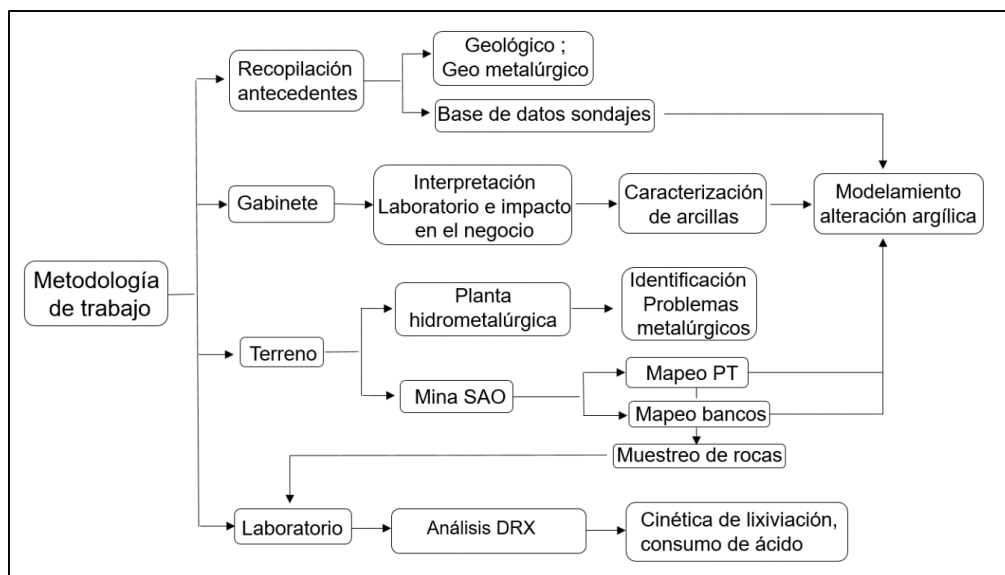 Metodología
de trabajo
Recopilación
antecedentes
Geológico ;
Geo metalúrgico
Base de datos sondajes
Gabinete
Interpretación
Laboratorio e impacto
en el negocio
Caracterización
de arcillas
Modelamiento
alteración argílica
Terreno
Planta
hidrometalúrgica
Identificación
Problemas
metalúrgicos
Mina SAO
Mapeo PT
Mapeo bancos
Muestreo de rocas
Laboratorio
Análisis DRX
Cinética de lixiviación,
consumo de ácido